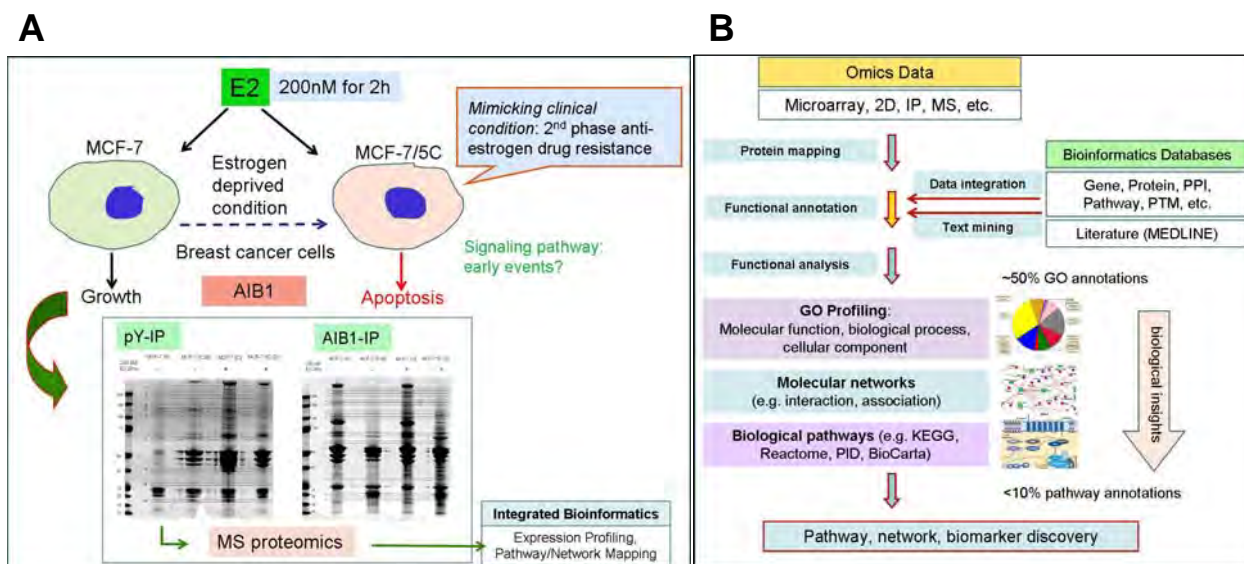 A
E2
200nM for 2h
Mimicking clinical
condition: 2nd phase anti-
estrogen drug resistance
MCF-7
MCF-7/5C
Estrogen
deprived
condition
Breast cancer cells
Signaling pathway:
early events?
Growth
AIB1
Apoptosis
pY-IP
AIB1-IP
MS proteomics
Integrated Bioinformatics
Expression Profiling,
Pathway/Network Mapping
B
Omics Data
Microarray, 2D, IP, MS, etc.
Protein mapping
Bioinformatics Databases
Data integration
Gene, Protein, PPI,
Pathway, PTM, etc.
Functional annotation
Text mining
Literature (MEDLINE)
Functional analysis
~50% GO annotations
GO Profiling:
Molecular function, biological process,
cellular component
Molecular networks
(e.g. interaction, association)
biological insights
Biological pathways (e.g. KEGG,
Reactome, PID, BioCarta)
<10% pathway annotations
Pathway, network, biomarker discovery